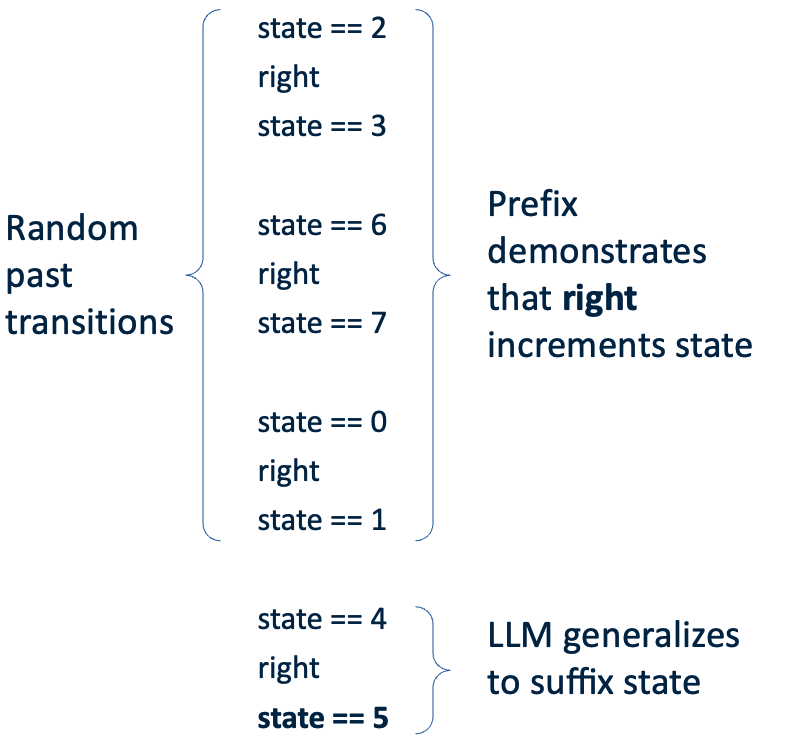 Random
past
transitions
state == 2
right
state == 3
state == 6
right
state == 7
state == 0
right
state == 1
Prefix
demonstrates
that right
increments state
state == 4
right
state == 5
LLM generalizes
to suffix state